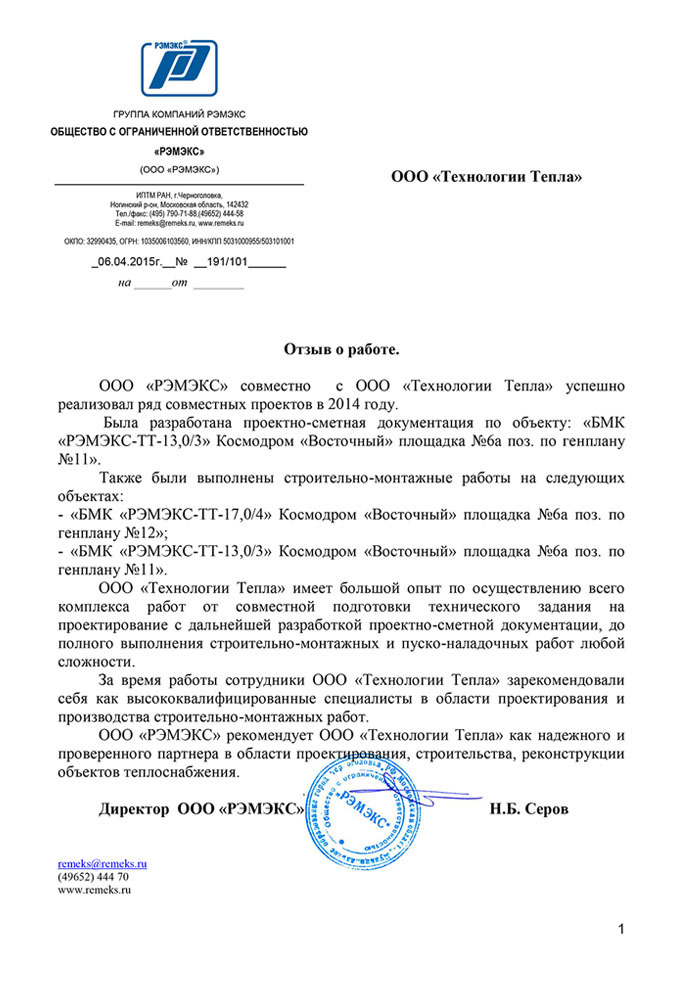 РЭМЭКС
ГРУППА КОМПАНИЙ РЭМЭКС
ОБЩЕСТВО С ОГРАНИЧЕННОЙ ОТВЕТСТВЕННОСТЬЮ
«РЭМЭКС»
(ООО «РЭМЭКС»)
ИПТМ РАН, г.Черноголовка,
Ногинский р-он, Московская область, 142432
Тел./факс: (495) 790-71-88.(49652) 444-58
E-mail: remeks@remeks.ru, www.remeks.ru
ОКПО: 32990435, ОГРН: 1035006103560, ИНН/КПП 5031000955/503101001
_06.04.2015г.__№ __191/101______
на ______от ________
ООО «Технологии Тепла»
Отзыв о работе.
ООО «РЭМЭКС» совместно с ООО «Технологии Тепла» успешно
реализовал ряд совместных проектов в 2014 году.
Была разработана проектно-сметная документация по объекту: «БМК
«РЭМЭКС-ТТ-13,0/3» Космодром «Восточный» площадка №6а поз. по генплану
№11».
Также были выполнены строительно-монтажные работы на следующих
объектах:
- «БМК «РЭМЭКС-ТТ-17,0/4» Космодром «Восточный» площадка №6а поз. по
генплану №12»;
- «БМК «РЭМЭКС-ТТ-13,0/3» Космодром «Восточный» площадка №6а поз. по
генплану №11».
ООО «Технологии Тепла» имеет большой опыт по осуществлению всего
комплекса работ от совместной подготовки технического задания на
проектирование с дальнейшей разработкой проектно-сметной документации, до
полного выполнения строительно-монтажных и пуско-наладочных работ любой
сложности.
За время работы сотрудники ООО «Технологии Тепла» зарекомендовали
себя как высококвалифицированные специалисты в области проектирования и
производства строительно-монтажных работ.
ООО «РЭМЭКС» рекомендует ООО «Технологии Тепла» как надежного и
проверенного партнера в области проектирования, строительства, реконструкции
объектов теплоснабжения.
Директор ООО «РЭМЭКС»
Н.Б. Серов
Общество с ограниченной ответственностью
"РЭМЭКС"
remeks@remeks.ru
(49652) 444 70
www.remeks.ru
1